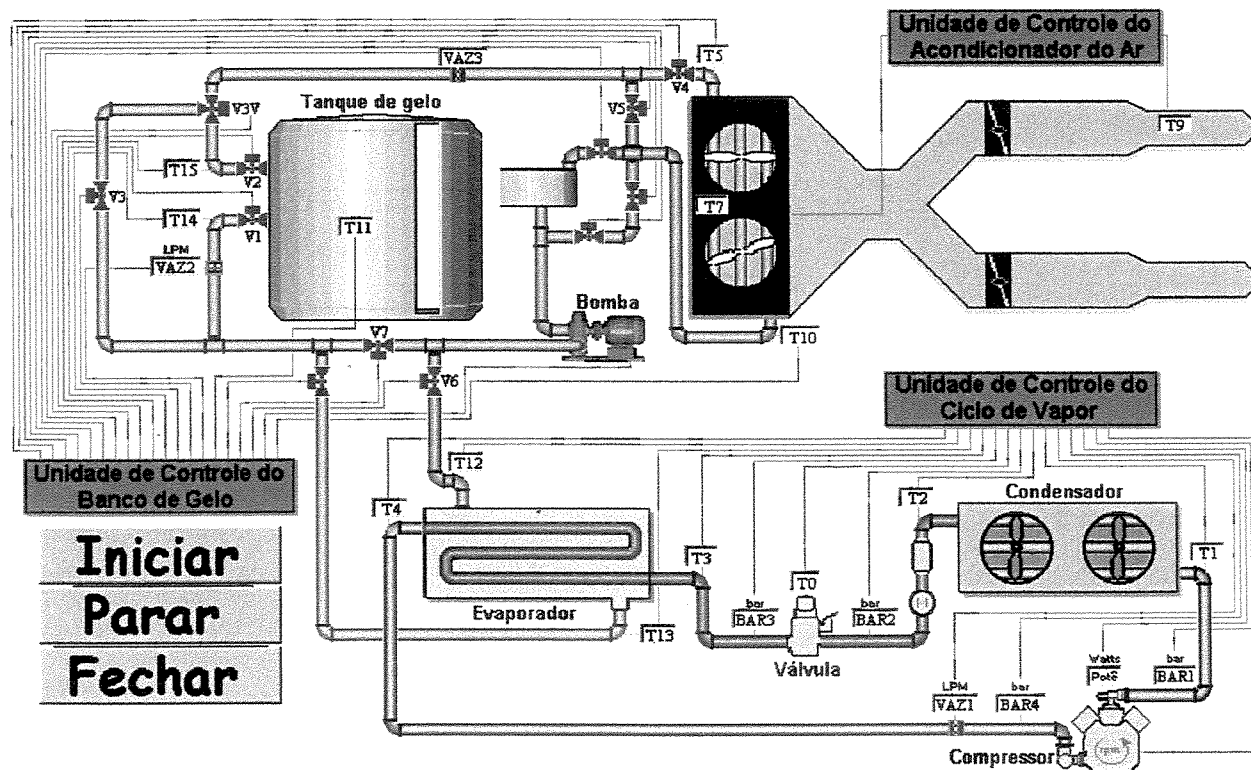 Unidade de Controle do
Acondicionador do Ar
T5
VAZ3
V4
T9
V3V
Tanque de gelo
V5
T15
V2
V3
T7
T14
V1
T11
LPM
VAZ2
Bomba
V7
T10
V6
Unidade de Controle do
Ciclo de Vapor
Unidade de Controle do
Banco de Gelo
T12
T4
T2
Condensador
T3
T1
T0
Iniciar
Parar
Fechar
Evaporador
T13
bar
BAR3
bar
BAR2
Válvula
Watts
Potê
bar
BAR1
LPM
VAZ1
bar
BAR4
Compressor
rpm